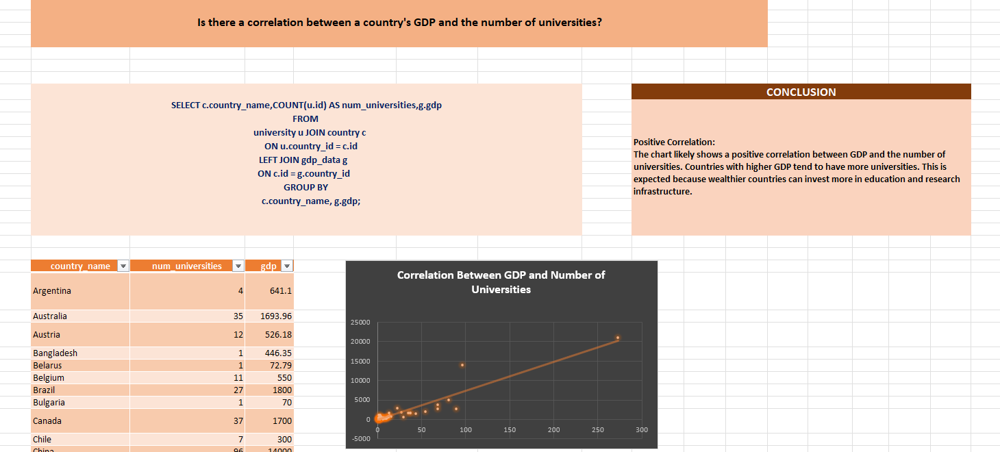 Is there a correlation between a country's GDP and the number of universities?
SELECT c.country_name,COUNT(u.id) AS num_universities,g.gdp
FROM
university u JOIN country c
ON u.country_id = c.id
LEFT JOIN gdp_data g
ON c.id = g.country_id
GROUP BY
c.country_name, g.gdp;
CONCLUSION
Positive Correlation:
The chart likely shows a positive correlation between GDP and the number of
universities. Countries with higher GDP tend to have more universities. This is
expected because wealthier countries can invest more in education and research
infrastructure.
country_name num_universities gdp
Argentina 4 641.1
Australia 35 1693.96
Austria 12 526.18
Bangladesh 1 446.35
Belarus 1 72.79
Belgium 11 550
Brazil 27 1800
Bulgaria 1 70
Canada 37 1700
Chile 7 300
China 96 14000
Correlation Between GDP and Number of
Universities
25000
20000
15000
10000
5000
0
-5000
0 50 100 150 200 250 300